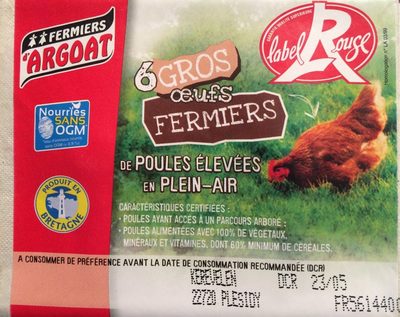 FERMIERS
D'ARGOAT
Label
Rouge
6 GROS
œufs
FERMIERS
Nourries
SANS
OGM
PRODUIT EN
BRETAGNE
DE POULES ÉLEVÉES
EN PLEIN-AIR
CARACTÉRISTIQUES CERTIFIÉES :
• POULES AYANT ACCÈS À UN PARCOURS ARBORÉ ;
• POULES ALIMENTÉES AVEC 100% DE VÉGÉTAUX,
MINÉRAUX ET VITAMINES, DONT 60% MINIMUM DE CÉRÉALES.
A CONSOMMER DE PRÉFÉRENCE AVANT LA DATE DE CONSOMMATION RECOMMANDÉE (DCR)
KEREVELEN DCR 23/05
22720 PLESIDY FR5614400